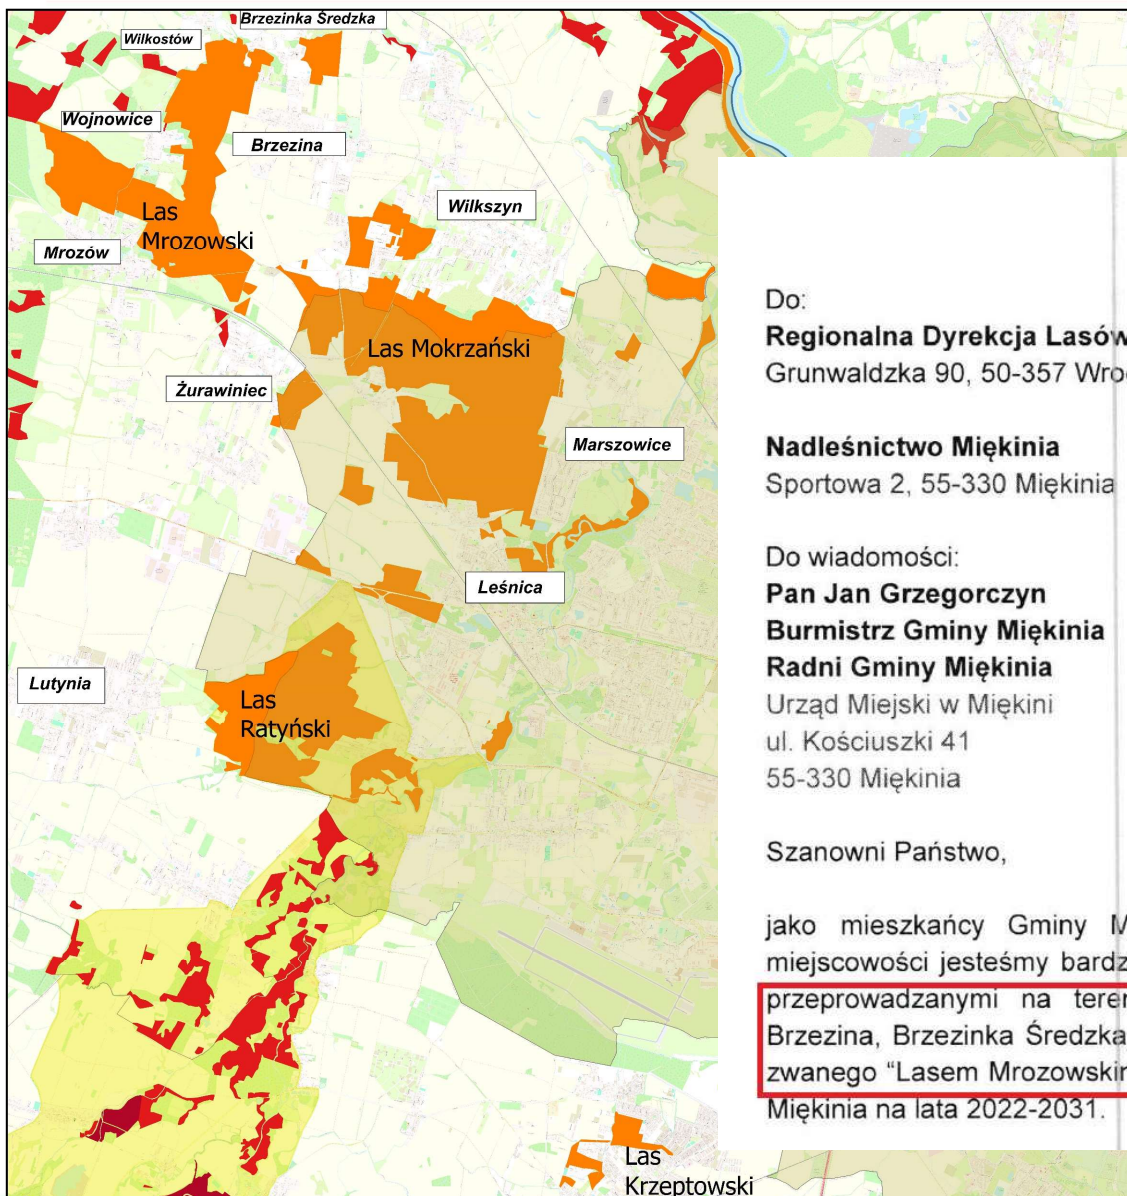 Brzezinka Średzka
Wilkostów
Wojnowice
Brzezina
Las
Mrozowski
Wilkszyn
Mrozów
Las Mokrzański
Żurawiniec
Marszowice
Leśnica
Lutynia
Las
Ratyński
Las
Krzeptowski
Do:
Regionalna Dyrekcja Lasów
Grunwaldzka 90, 50-357
Nadleśnictwo Miękinia
Sportowa 2, 55-330 Miękinia
Do wiadomości:
Pan Jan Grzegorczyn
Burmistrz Gminy Miękinia
Radni Gminy Miękinia
Urząd Miejski w Miękini
ul. Kościuszki 41
55-330 Miękinia
Szanowni Państwo,
jako mieszkańcy Gminy
miejscowości jesteśmy
przeprowadzanymi na
Brzezina, Brzezinka Średzka
zwanego “Lasem
Miękinia na lata 2022-2031.